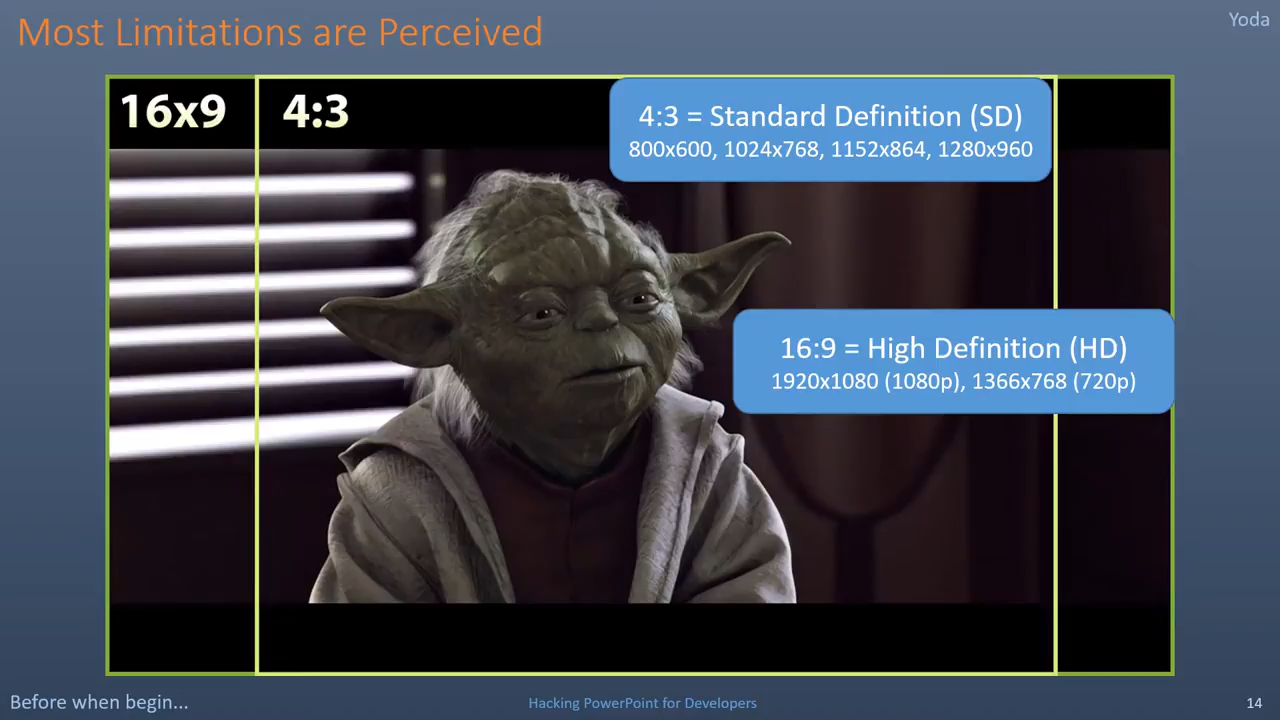 Most Limitations are Perceived
Yoda
16x9
4:3
4:3 = Standard Definition (SD)
800x600, 1024x768, 1152x864, 1280x960
16:9 = High Definition (HD)
1920x1080 (1080p), 1366x768 (720p)
Before when begin...
Hacking PowerPoint for Developers
14